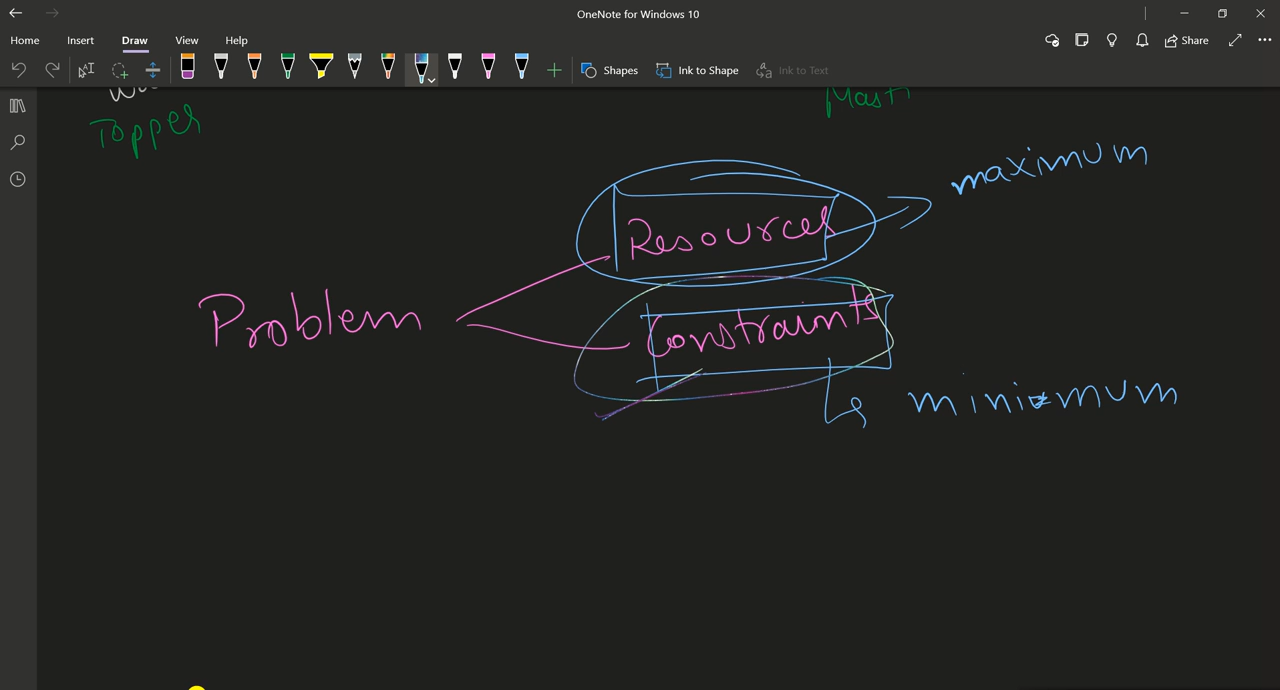 OneNote for Windows 10
Home Insert Draw View Help
Share
Shapes Ink to Shape Ink to Text
Topper
Masti
maximum
Resources
Problem
Constraints
minimum